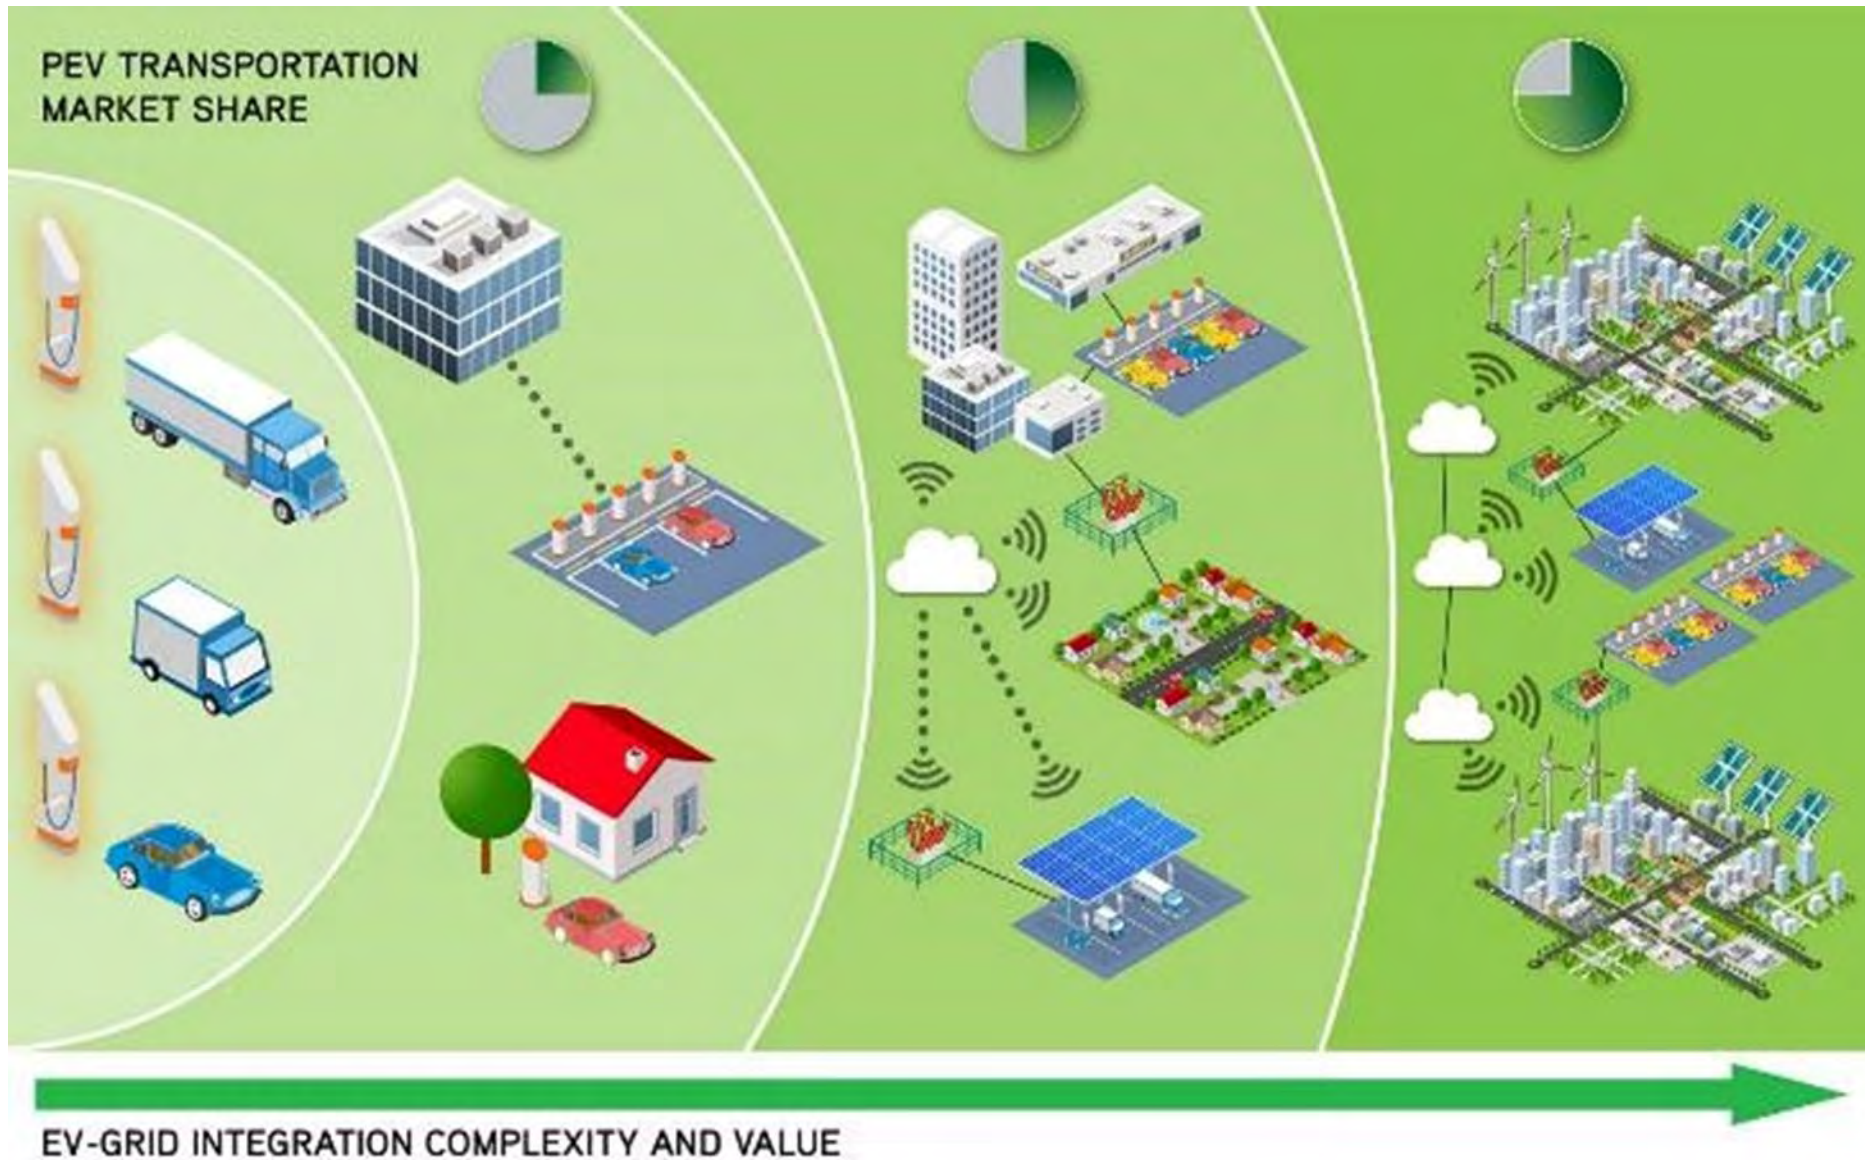 PEV TRANSPORTATION
MARKET SHARE
EV-GRID INTEGRATION COMPLEXITY AND VALUE